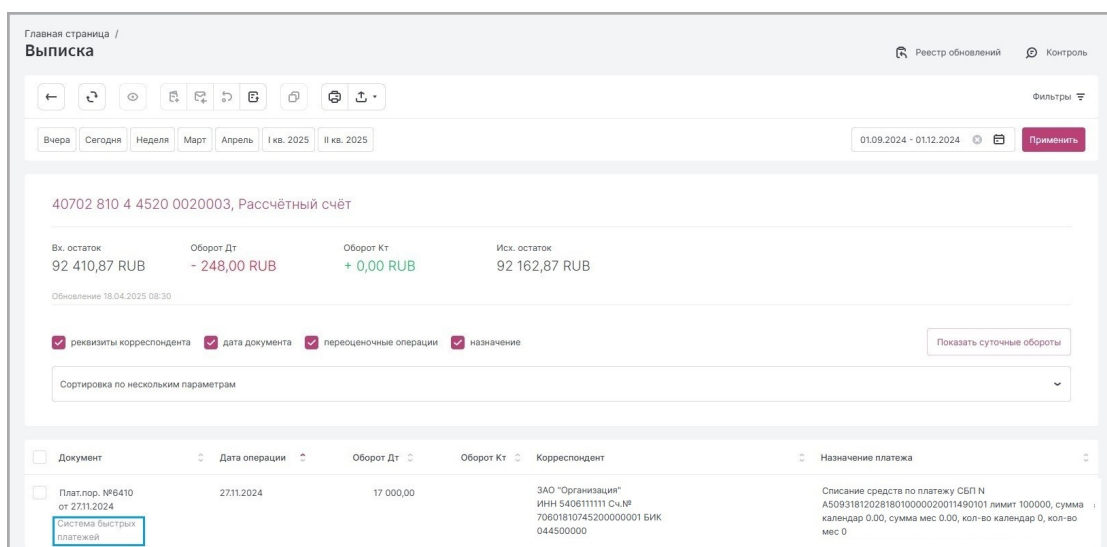 Главная страница /
Выписка
Реестр обновлений
Контроль
Фильтры
Вчера Сегодня Неделя Март Апрель I кв. 2025 II кв. 2025
01.09.2024 - 01.12.2024 Применить
40702 810 4 4520 0020003, Рассчётный счёт
Вх. остаток Оборот Дт Оборот Кт Исх. остаток
92 410,87 RUB - 248,00 RUB + 0,00 RUB 92 162,87 RUB
Обновление 18.04.2025 08:30
реквизиты корреспондента дата документа переоценочные операции назначение Показать суточные обороты
Сортировка по нескольким параметрам
Документ Дата операции Оборот Дт Оборот Кт Корреспондент Назначение платежа
Плат.пор. №6410
от 27.11.2024
Система быстрых
платежей
27.11.2024
17 000,00
ЗАО "Организация"
ИНН 5406111111 Сч.№
70601810745200000001 БИК
044500000
Списание средств по платежу СБП N
A5093181202818010000020011490101 лимит 100000, сумма
календар 0.00, сумма мес 0.00, кол-во календар 0, кол-во
мес 0